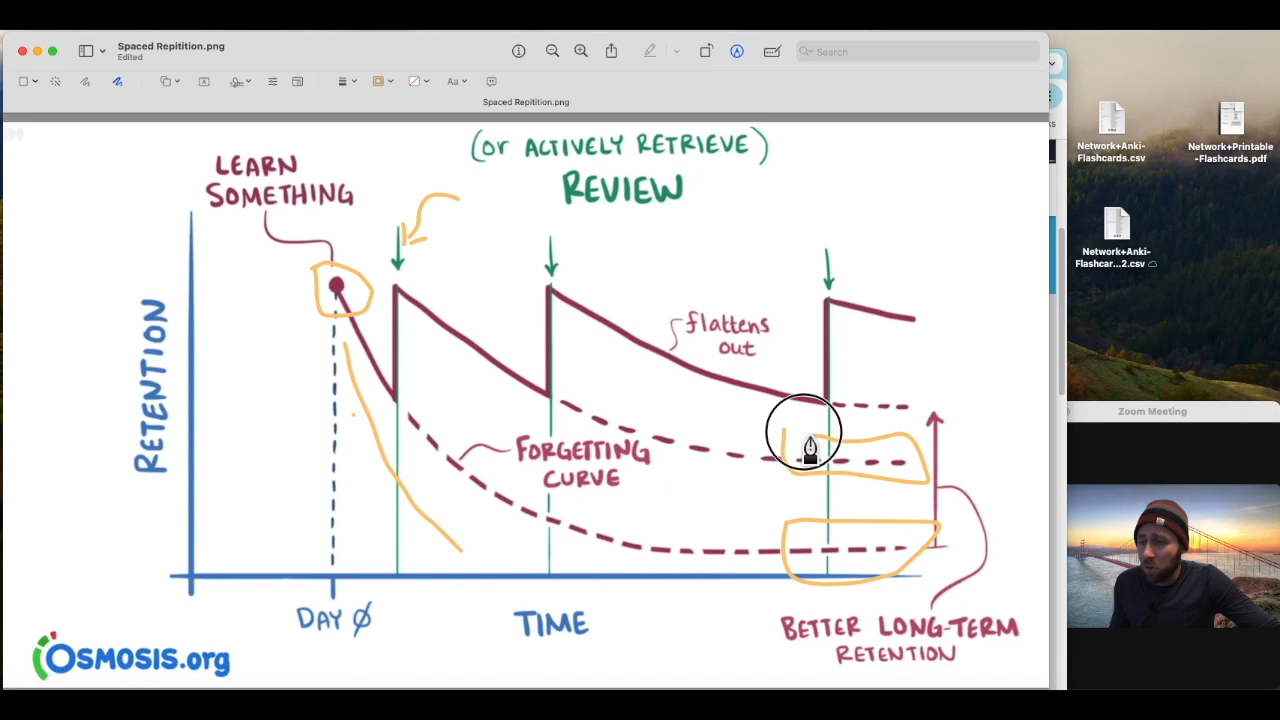 Spaced Repitition.png
Edited
Search
Aa
Spaced Repitition.png
(or ACTIVELY RETRIEVE)
REVIEW
LEARN
SOMETHING
RETENTION
flattens
out
FORGETTING
CURVE
DAY Ø
TIME
BETTER LONG-TERM
RETENTION
OSMOSIS.org
Network+Anki-
Flashcards.csv
Network+Printable
-Flashcards.pdf
Network+Anki-
Flashcar...2.csv
Zoom Meeting